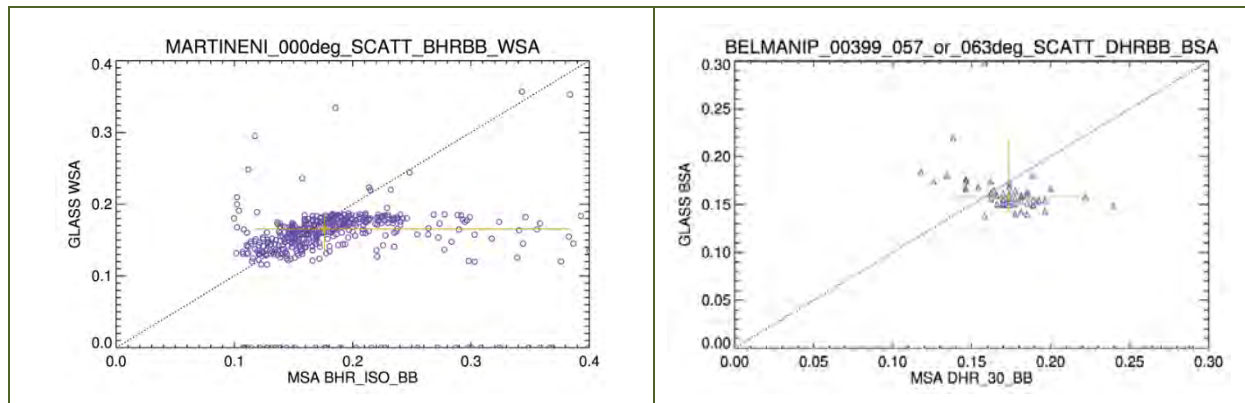 MARTINENI_000deg_SCATT_BHRBB_WSA
0.4
0.3
0.2
0.1
0.0
GLASS WSA
0.0 0.1 0.2 0.3 0.4
MSA BHR_ISO_BB
BELMANIP_00399_057_or_063deg_SCATT_DHRBB_BSA
0.30
0.25
0.20
0.15
0.10
0.05
0.00
GLASS BSA
0.00 0.05 0.10 0.15 0.20 0.25 0.30
MSA DHR_30_BB